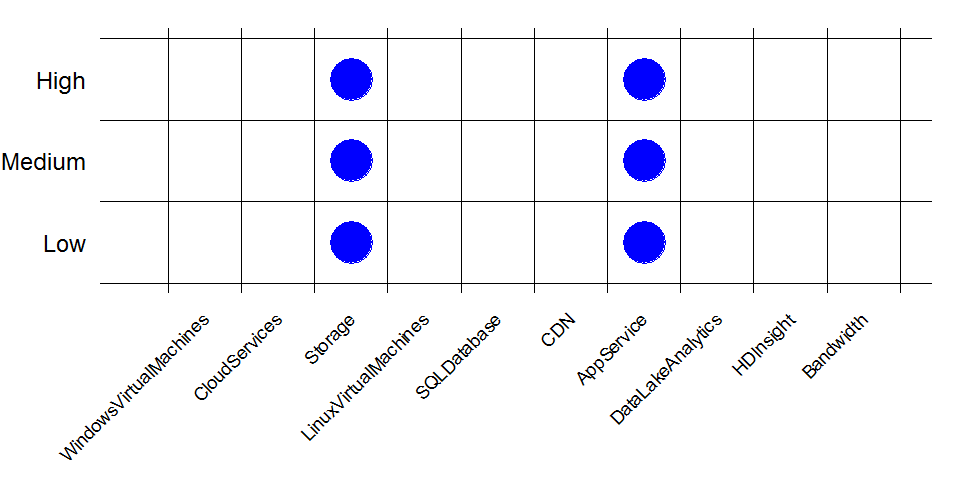 High
Medium
Low
WindowsVirtualMachines
CloudServices
Storage
LinuxVirtualMachines
SQLDatabase
CDN
AppService
DataLakeAnalytics
HDInsight
Bandwidth